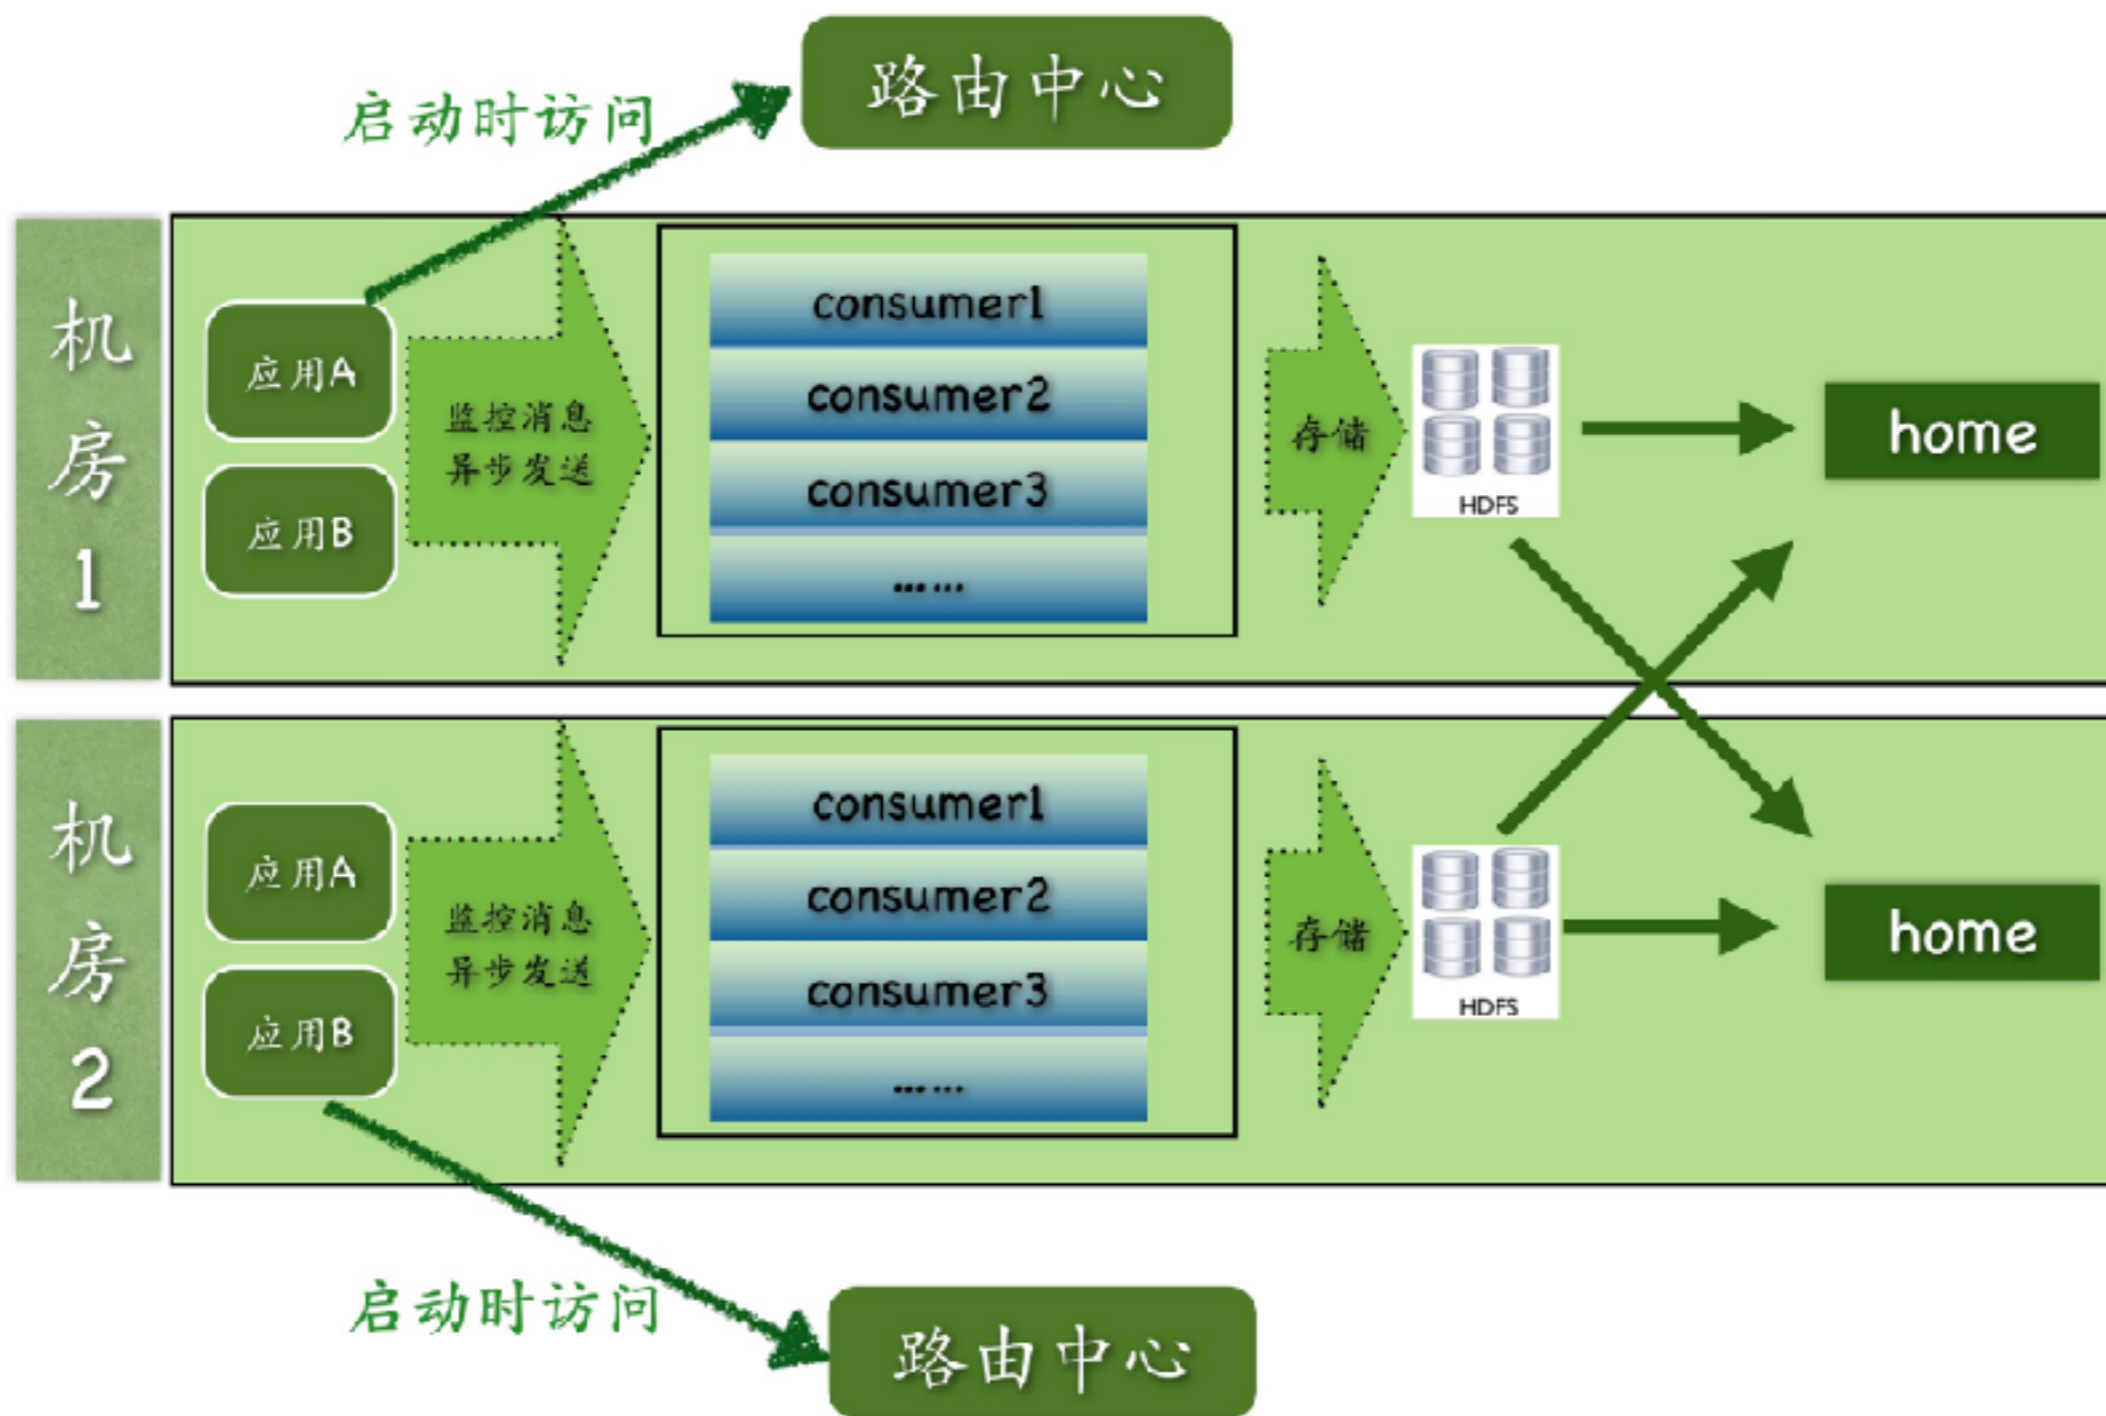 路由中心
启动时访问
机
房
1
应用A
应用B
监控消息
异步发送
consumer1
consumer2
consumer3
……
存储
HDFS
home
机
房
2
应用A
应用B
监控消息
异步发送
consumer1
consumer2
consumer3
……
存储
HDFS
home
启动时访问
路由中心